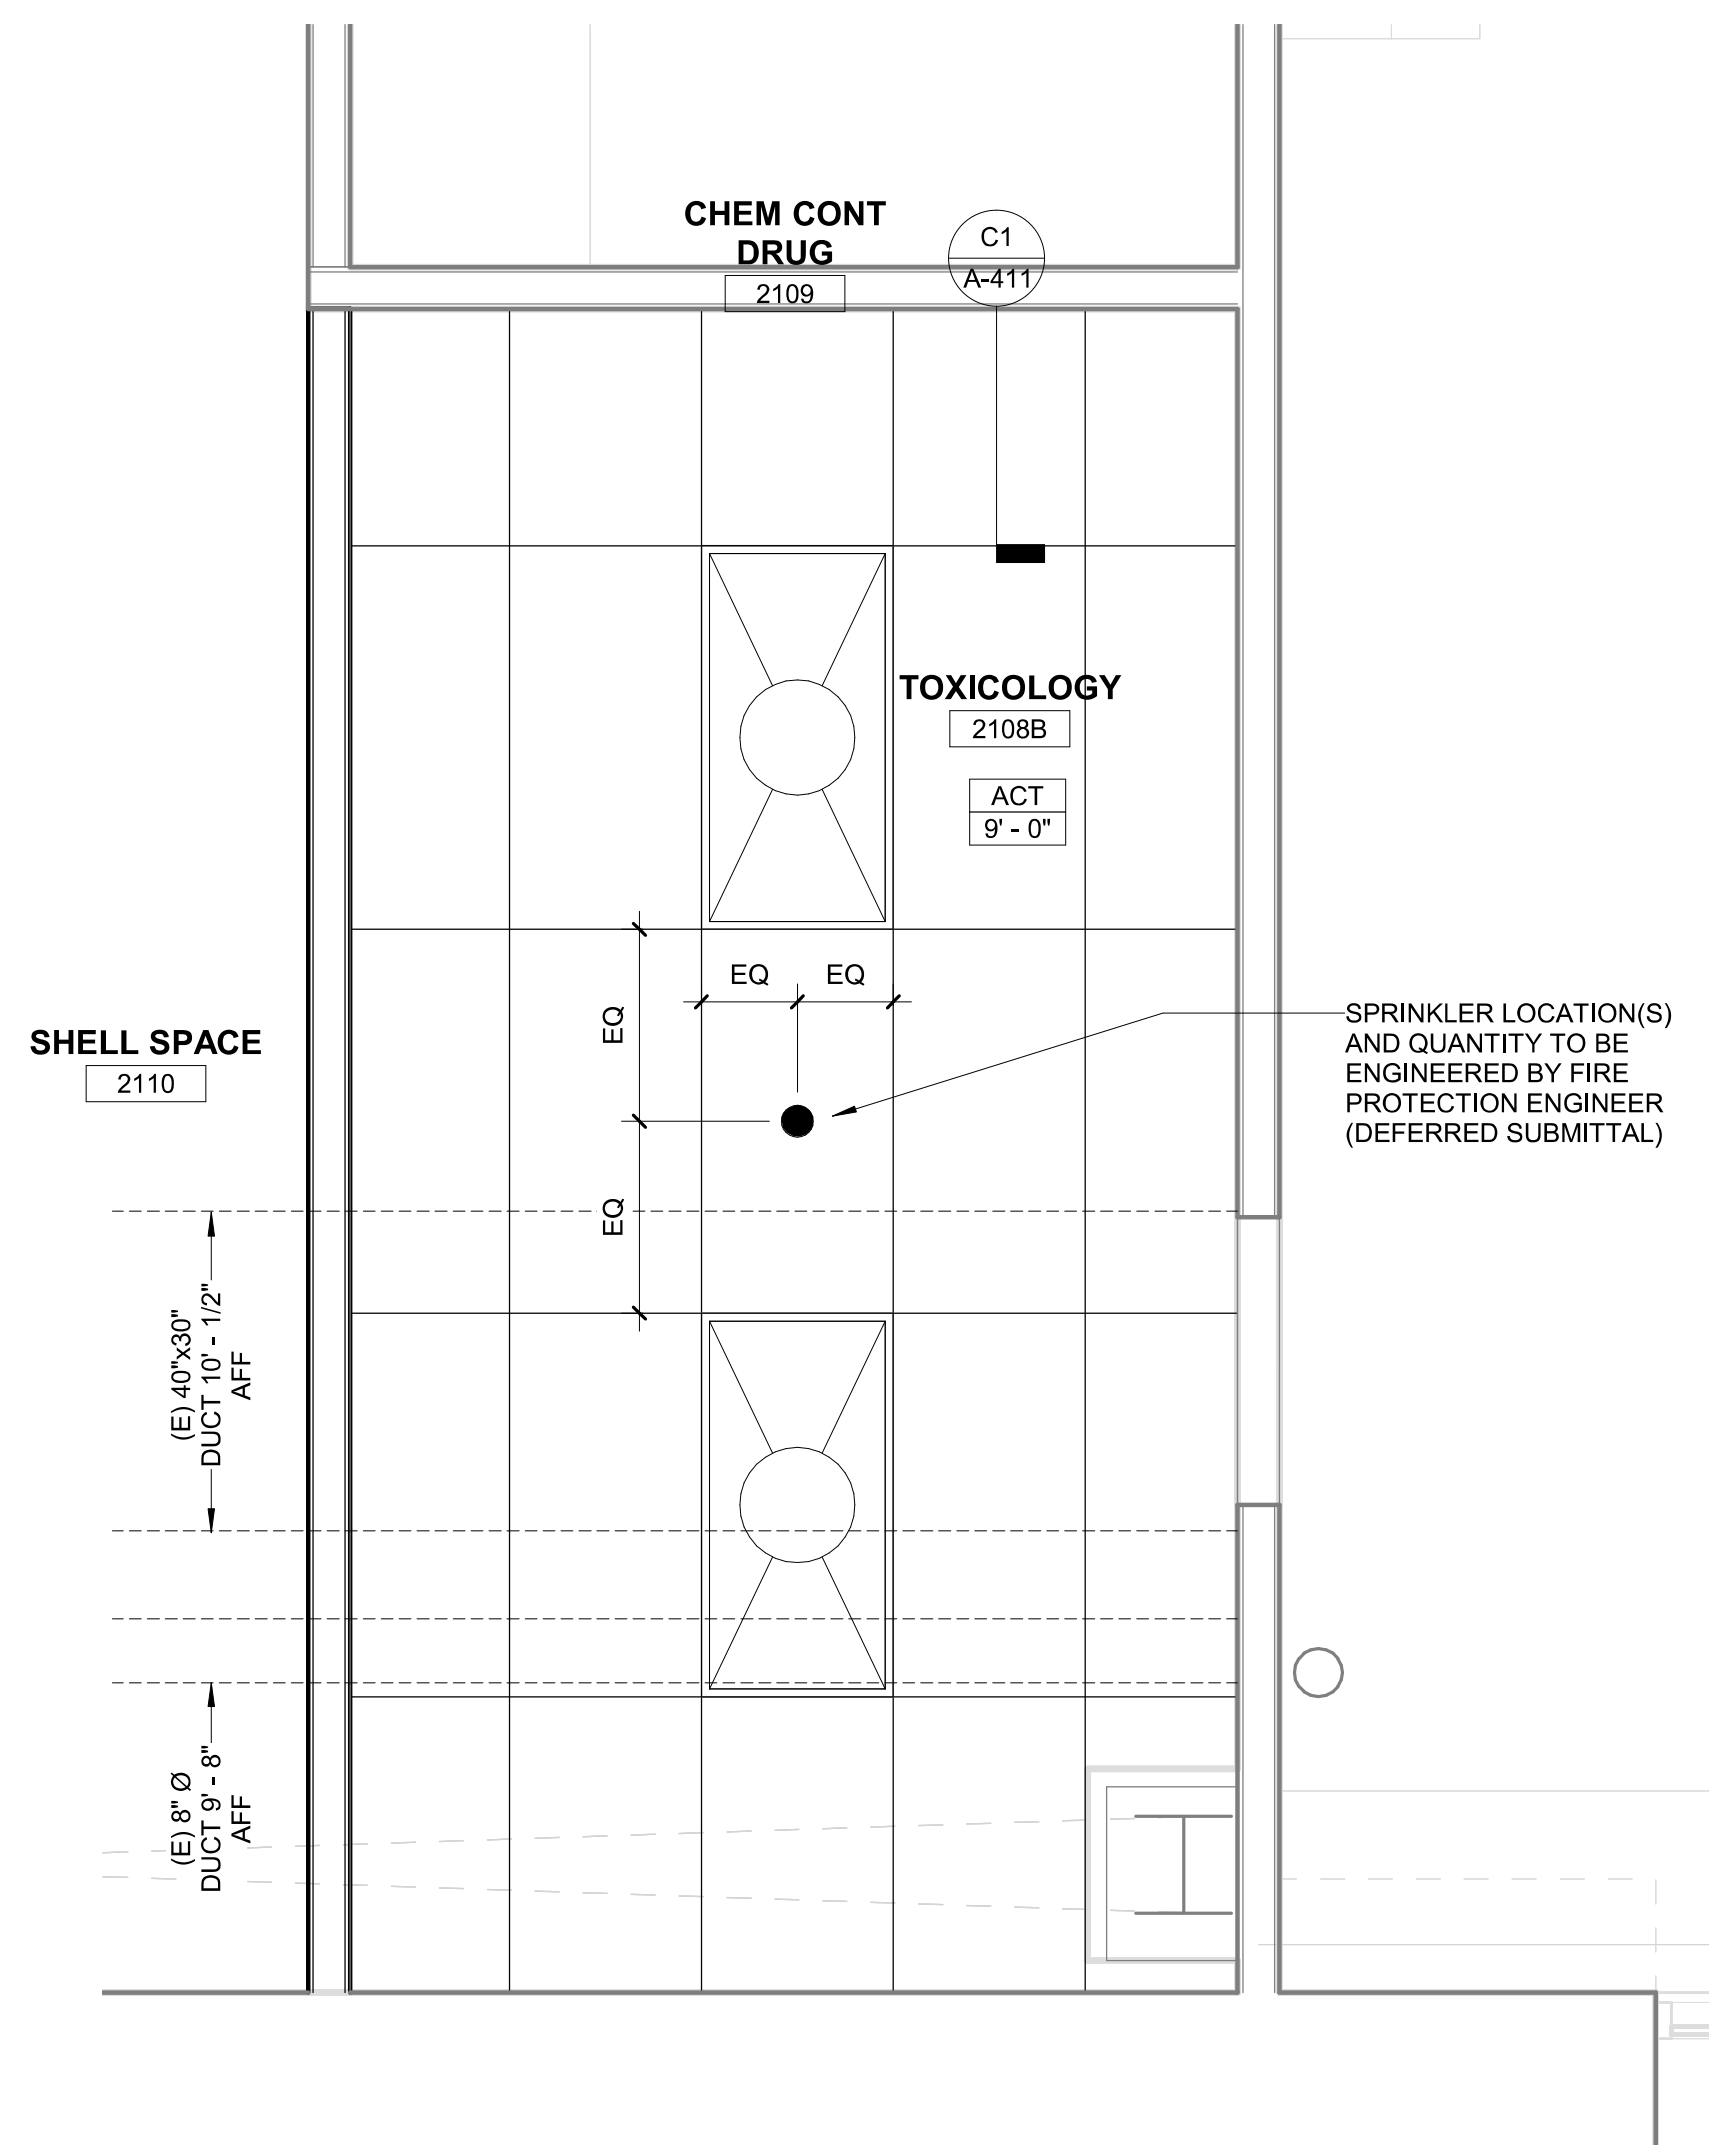 CHEM CONT
DRUG
2109
C1
A-411
TOXICOLOGY
2108B
ACT
9' - 0"
EQ
EQ
EQ
EQ
SHELL SPACE
2110
SPRINKLER LOCATION(S)
AND QUANTITY TO BE
ENGINEERED BY FIRE
PROTECTION ENGINEER
(DEFERRED SUBMITTAL)
(E) 40"x30"
DUCT 10' - 1/2"
AFF
(E) 8" Ø
DUCT 9' - 8"
AFF